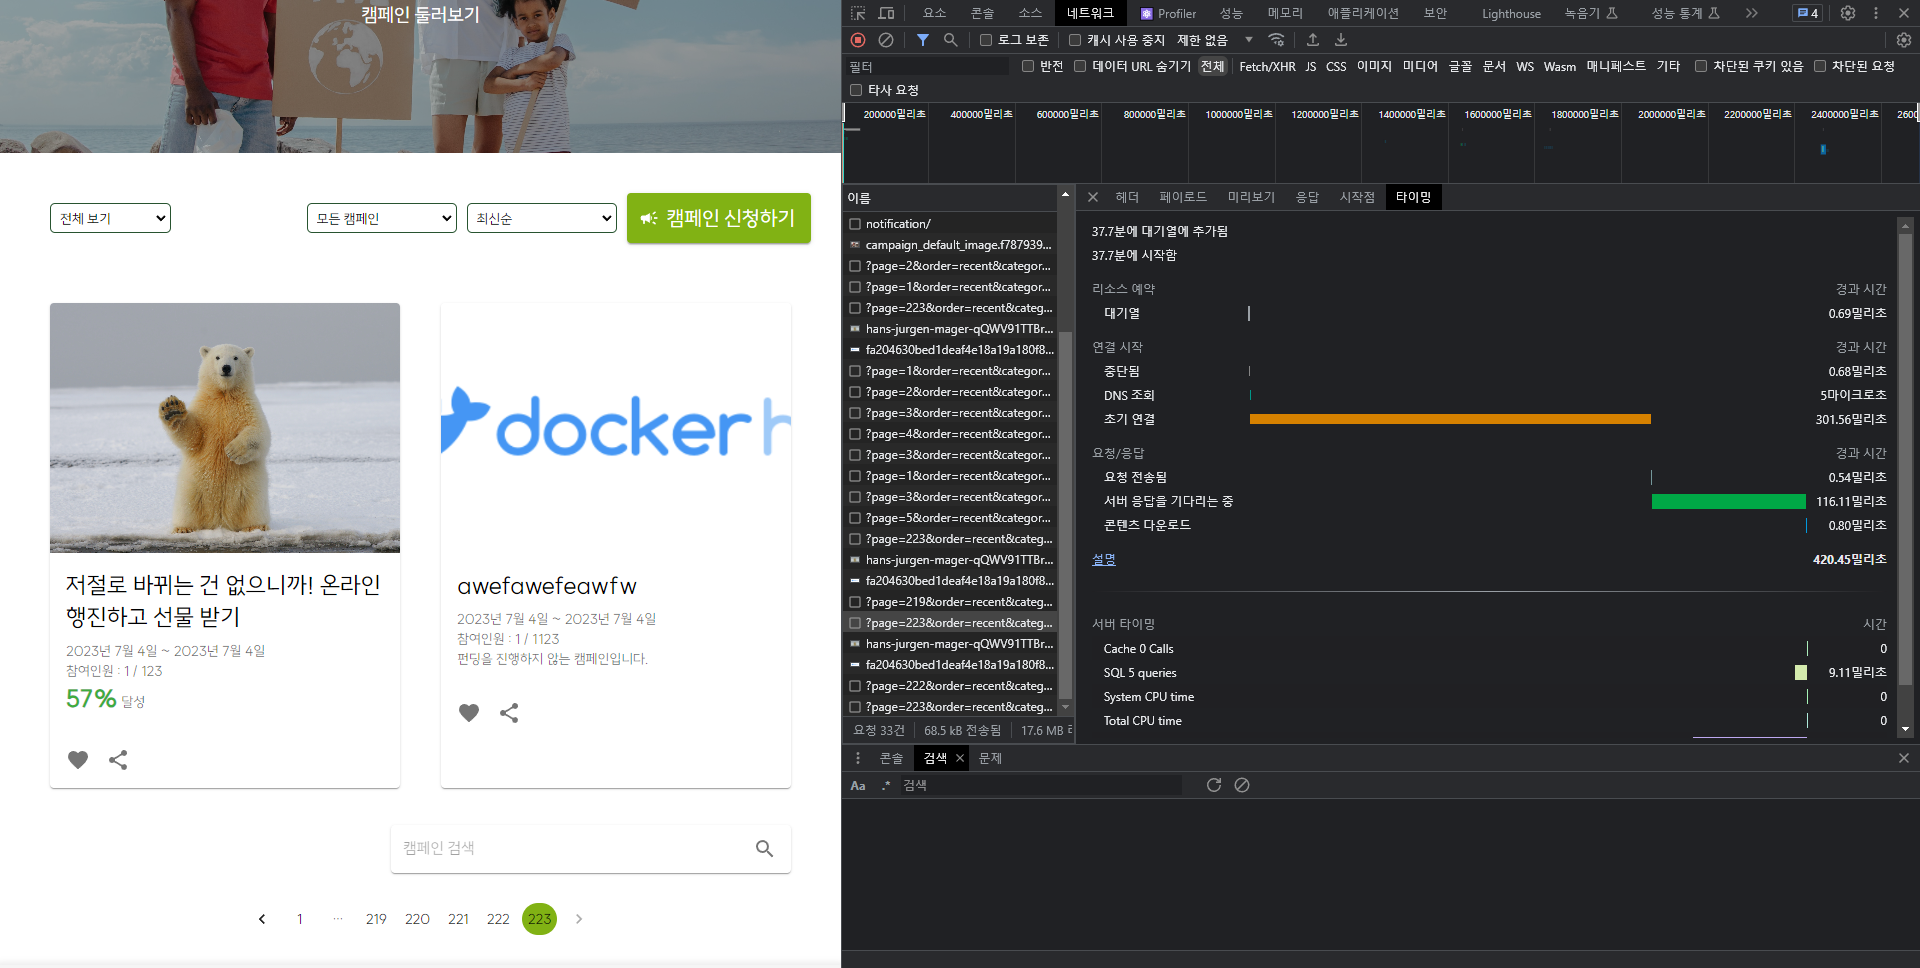 캠페인 둘러보기
전체 보기
모든 캠페인
최신순
캠페인 신청하기
docker h
저절로 바뀌는 건 없으니까! 온라인
행진하고 선물 받기
2023년 7월 4일 ~ 2023년 7월 4일
참여인원 : 1 / 123
57% 달성
awefawefeawfw
2023년 7월 4일 ~ 2023년 7월 4일
참여인원 : 1 / 1123
펀딩을 진행하지 않는 캠페인입니다.
캠페인 검색
1 ... 219 220 221 222 223
요소 콘솔 소스 네트워크 Profiler 성능 메모리 애플리케이션 보안 Lighthouse 녹음기 성능 통계 4
로그 보존 캐시 사용 중지 제한 없음
필터 반전 데이터 URL 숨기기 전체 Fetch/XHR JS CSS 이미지 미디어 글꼴 문서 WS Wasm 매니페스트 기타 차단된 쿠키 있음 차단된 요청
타사 요청
200000밀리초 400000밀리초 600000밀리초 800000밀리초 1000000밀리초 1200000밀리초 1400000밀리초 1600000밀리초 1800000밀리초 2000000밀리초 2200000밀리초 2400000밀리초 2600
이름
notification/
campaign_default_image.f787939...
?page=2&order=recent&categor...
?page=1&order=recent&categor...
?page=223&order=recent&categ...
hans-jurgen-mager-qQWV91TTBr...
fa204630bed1deaf4e18a19a180f8...
?page=1&order=recent&categor...
?page=2&order=recent&categor...
?page=3&order=recent&categor...
?page=4&order=recent&categor...
?page=3&order=recent&categor...
?page=1&order=recent&categor...
?page=3&order=recent&categor...
?page=5&order=recent&categor...
?page=223&order=recent&categ...
hans-jurgen-mager-qQWV91TTBr...
fa204630bed1deaf4e18a19a180f8...
?page=219&order=recent&categ...
?page=223&order=recent&categ...
hans-jurgen-mager-qQWV91TTBr...
fa204630bed1deaf4e18a19a180f8...
?page=222&order=recent&categ...
?page=223&order=recent&categ...
요청 33건 68.5 kB 전송됨 17.6 MB
헤더 페이로드 미리보기 응답 시작점 타이밍
37.7분에 대기열에 추가됨
37.7분에 시작함
리소스 예약 경과 시간
대기열 0.69밀리초
연결 시작 경과 시간
중단됨 0.68밀리초
DNS 조회 5마이크로초
초기 연결 301.56밀리초
요청/응답 경과 시간
요청 전송됨 0.54밀리초
서버 응답을 기다리는 중 116.11밀리초
콘텐츠 다운로드 0.80밀리초
설명 420.45밀리초
서버 타이밍 시간
Cache 0 Calls 0
SQL 5 queries 9.11밀리초
System CPU time 0
Total CPU time 0
콘솔 검색 문제
Aa .* 검색